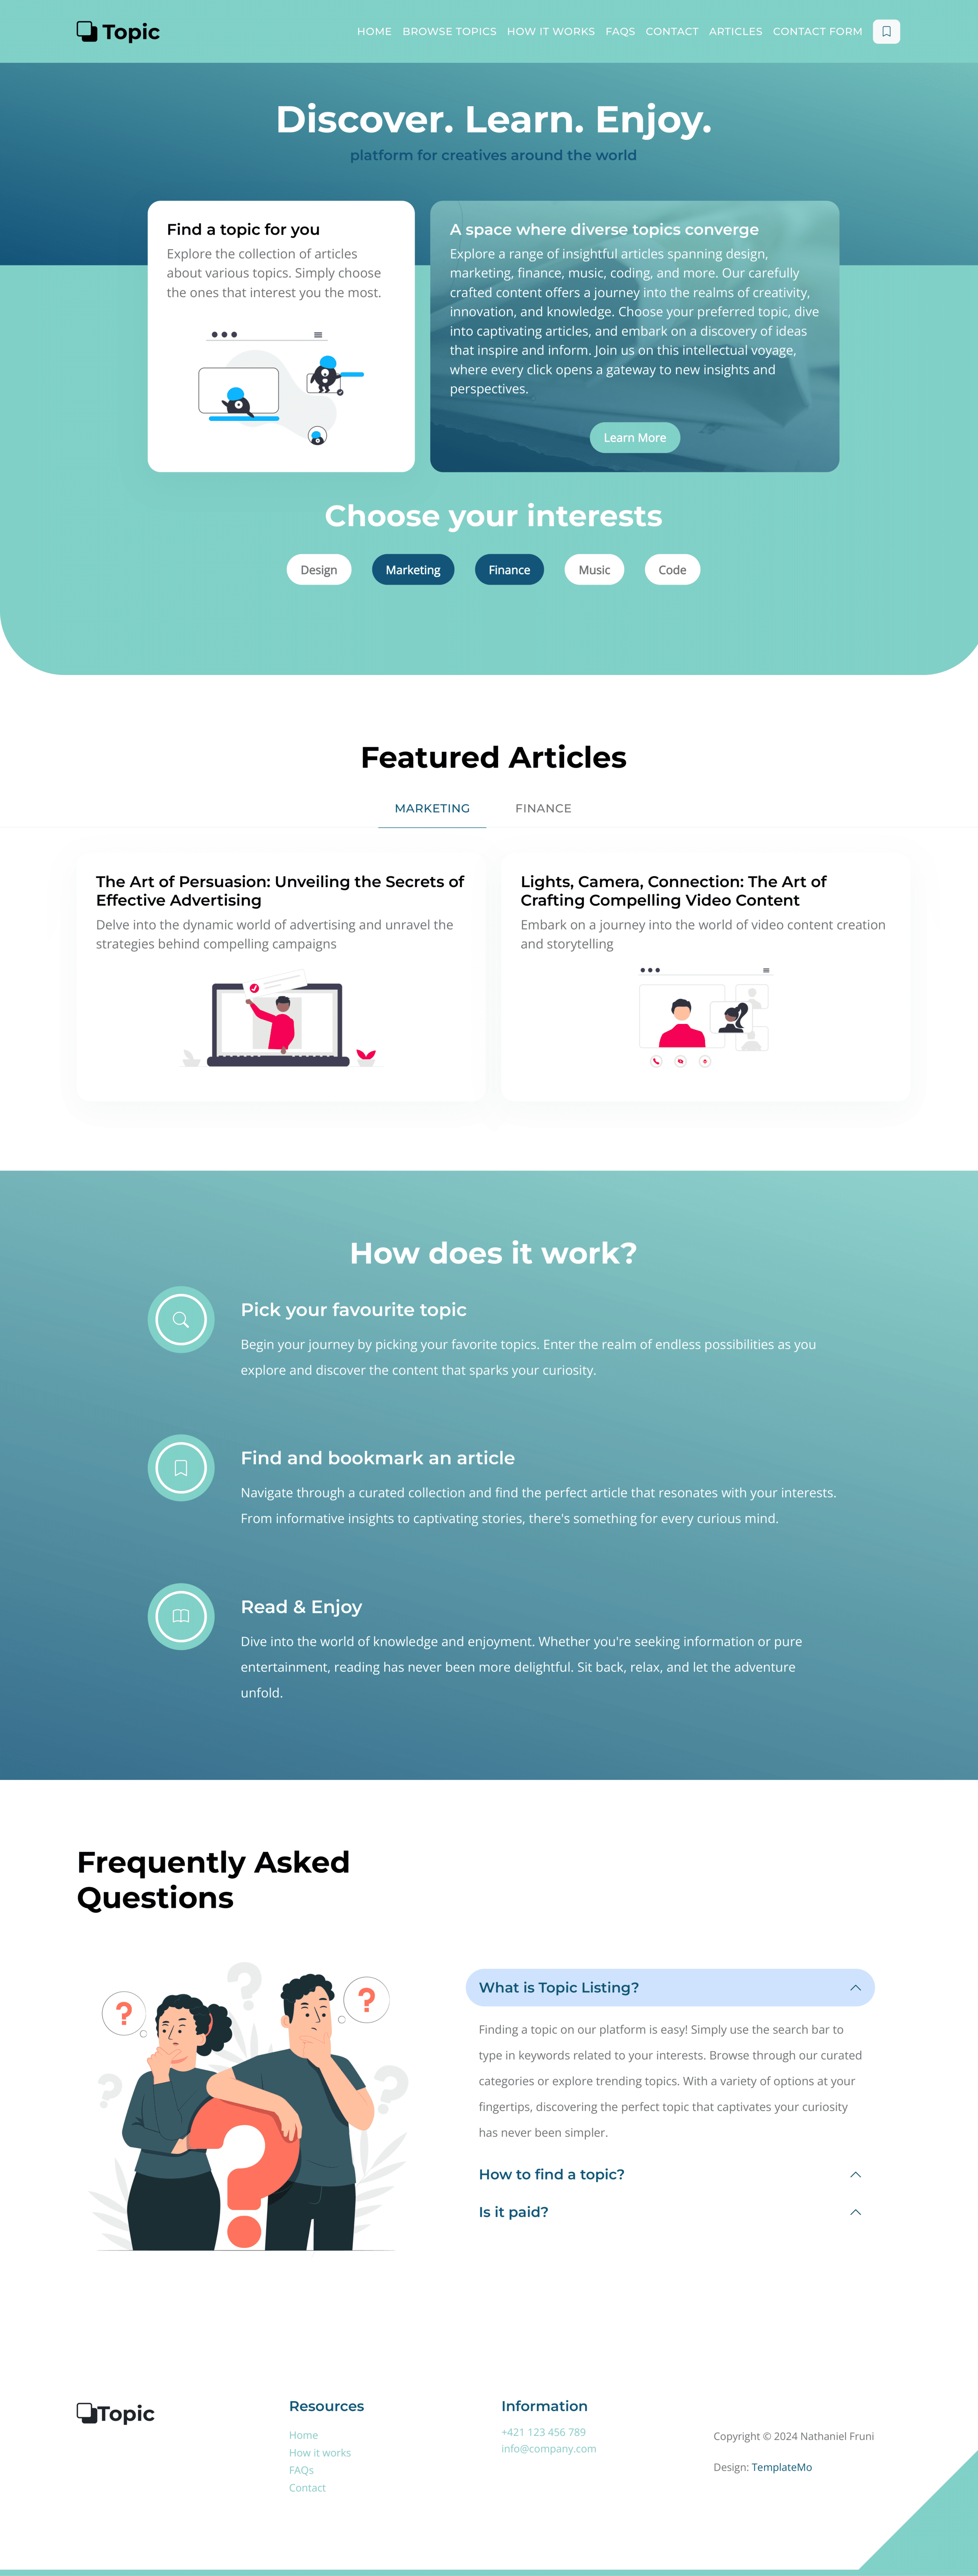 Topic
HOME BROWSE TOPICS HOW IT WORKS FAQS CONTACT ARTICLES CONTACT FORM
Discover. Learn. Enjoy.
platform for creatives around the world
Find a topic for you
Explore the collection of articles
about various topics. Simply choose
the ones that interest you the most.
A space where diverse topics converge
Explore a range of insightful articles spanning design,
marketing, finance, music, coding, and more. Our carefully
crafted content offers a journey into the realms of creativity,
innovation, and knowledge. Choose your preferred topic, dive
into captivating articles, and embark on a discovery of ideas
that inspire and inform. Join us on this intellectual voyage,
where every click opens a gateway to new insights and
perspectives.
Learn More
Choose your interests
Design Marketing Finance Music Code
Featured Articles
MARKETING FINANCE
The Art of Persuasion: Unveiling the Secrets of
Effective Advertising
Delve into the dynamic world of advertising and unravel the
strategies behind compelling campaigns
Lights, Camera, Connection: The Art of
Crafting Compelling Video Content
Embark on a journey into the world of video content creation
and storytelling
How does it work?
Pick your favourite topic
Begin your journey by picking your favorite topics. Enter the realm of endless possibilities as you
explore and discover the content that sparks your curiosity.
Find and bookmark an article
Navigate through a curated collection and find the perfect article that resonates with your interests.
From informative insights to captivating stories, there's something for every curious mind.
Read & Enjoy
Dive into the world of knowledge and enjoyment. Whether you're seeking information or pure
entertainment, reading has never been more delightful. Sit back, relax, and let the adventure
unfold.
Frequently Asked
Questions
What is Topic Listing?
Finding a topic on our platform is easy! Simply use the search bar to
type in keywords related to your interests. Browse through our curated
categories or explore trending topics. With a variety of options at your
fingertips, discovering the perfect topic that captivates your curiosity
has never been simpler.
How to find a topic?
Is it paid?
Topic
Resources
Home
How it works
FAQs
Contact
Information
+421 123 456 789
info@company.com
Copyright © 2024 Nathaniel Fruni
Design: TemplateMo